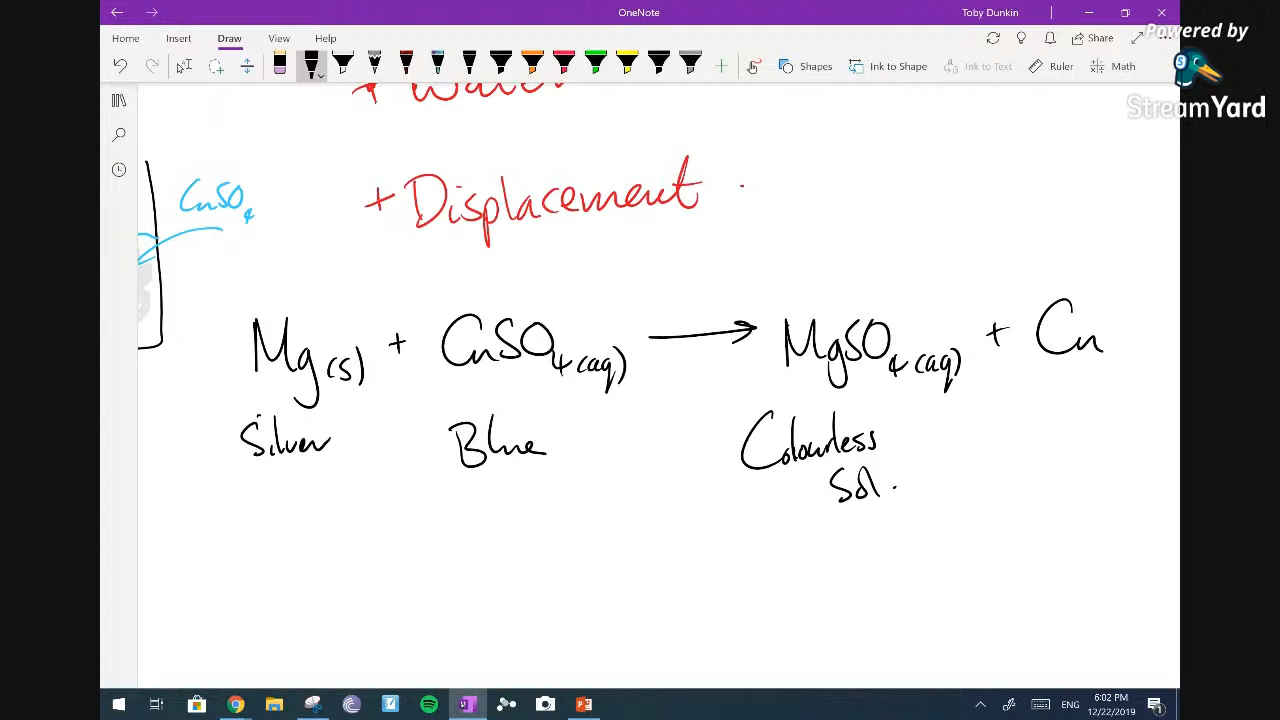 OneNote
Toby Dunkin
Powered by
StreamYard
Home Insert Draw View Help
Share
Shapes Ink to Shape Ink to Text Ruler Math
+ Water
CuSO4
+ Displacement
Mg(s) + CuSO4(aq) → MgSO4(aq) + Cu
Silver Blue Colourless
Sol.
ENG
6:02 PM
12/22/2019